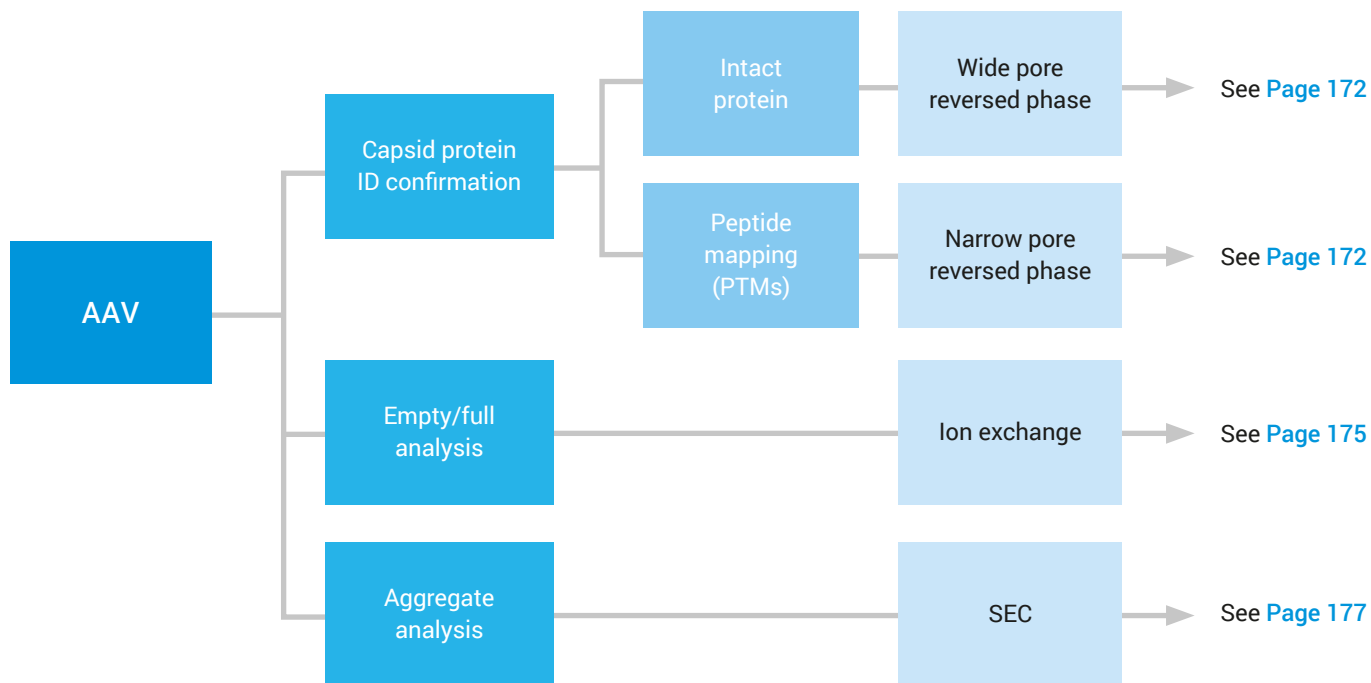 AAV
Capsid protein
ID confirmation
Intact
protein
Wide pore
reversed phase
See Page 172
Peptide
mapping
(PTMs)
Narrow pore
reversed phase
See Page 172
Empty/full
analysis
Ion exchange
See Page 175
Aggregate
analysis
SEC
See Page 177